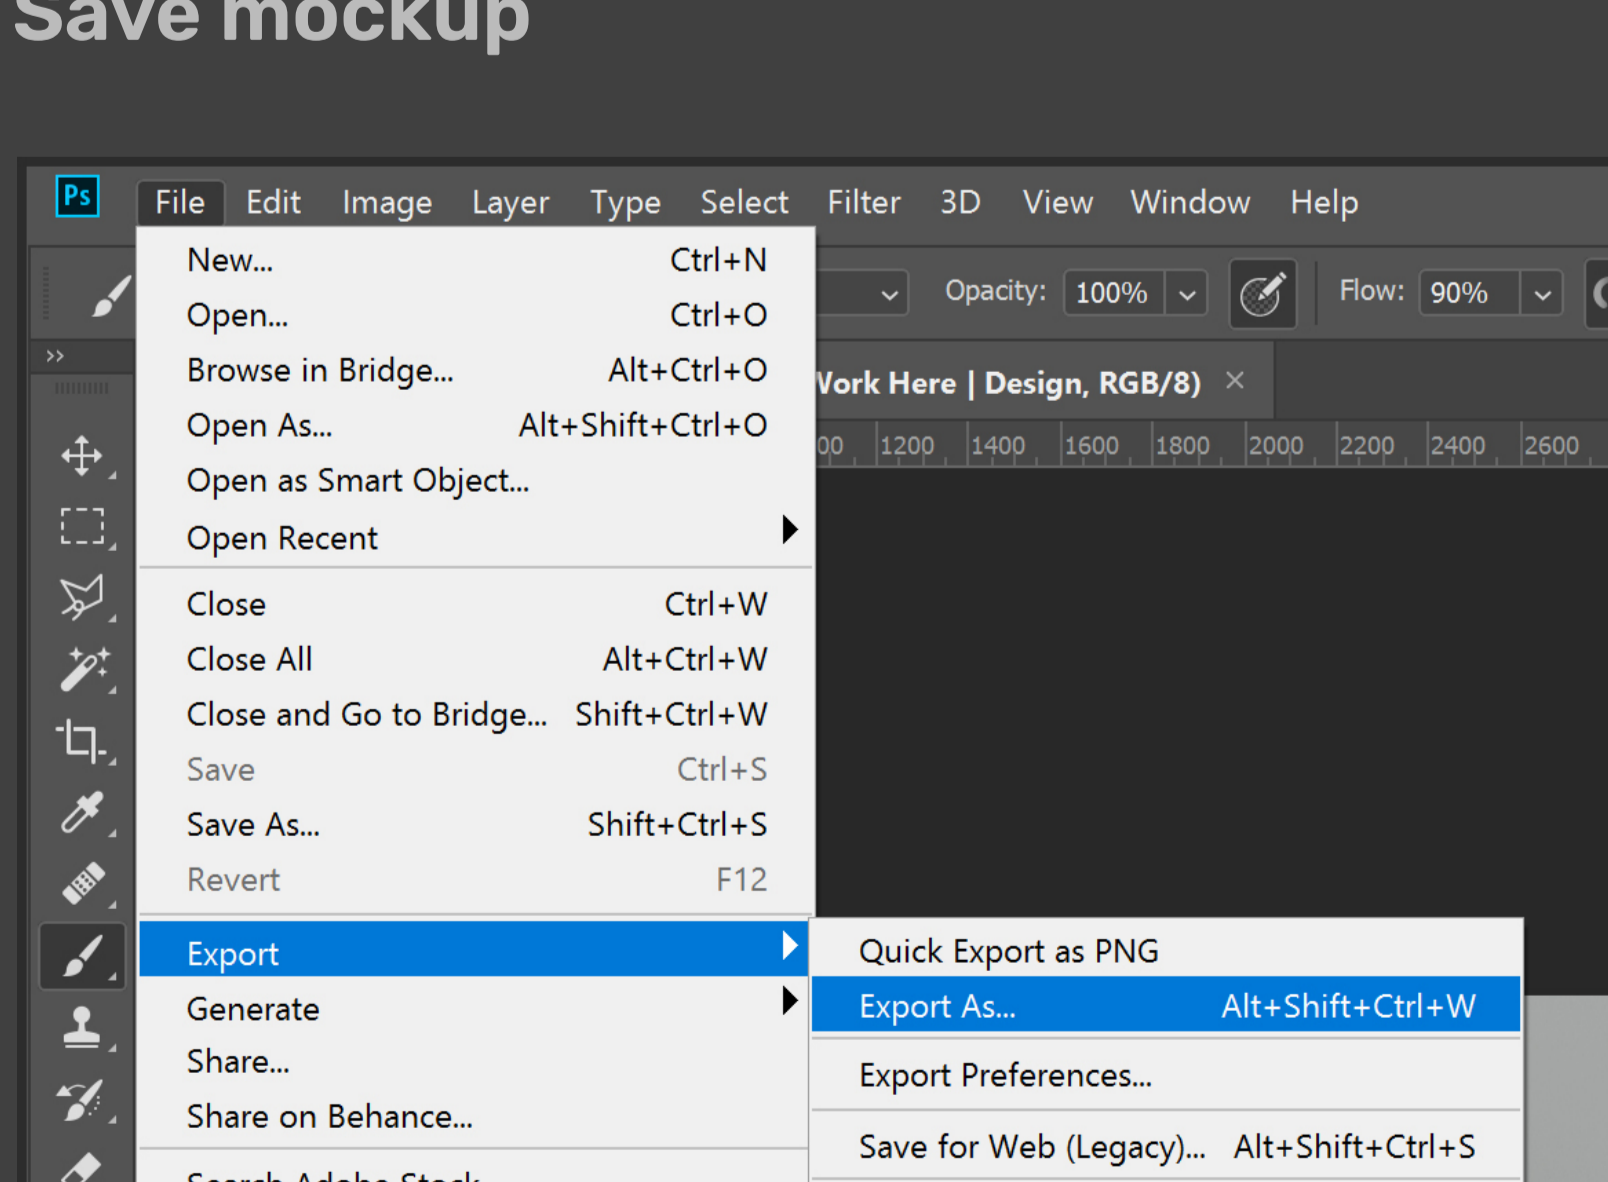 Save mockup
Ps File Edit Image Layer Type Select Filter 3D View Window Help
Opacity: 100% Flow: 90%
Work Here | Design, RGB/8) ×
00 1200 1400 1600 1800 2000 2200 2400 2600
New... Ctrl+N
Open... Ctrl+O
Browse in Bridge... Alt+Ctrl+O
Open As... Alt+Shift+Ctrl+O
Open as Smart Object...
Open Recent
Close Ctrl+W
Close All Alt+Ctrl+W
Close and Go to Bridge... Shift+Ctrl+W
Save Ctrl+S
Save As... Shift+Ctrl+S
Revert F12
Export
Generate
Share...
Share on Behance...
Search Adobe Stock
Quick Export as PNG
Export As... Alt+Shift+Ctrl+W
Export Preferences...
Save for Web (Legacy)... Alt+Shift+Ctrl+S